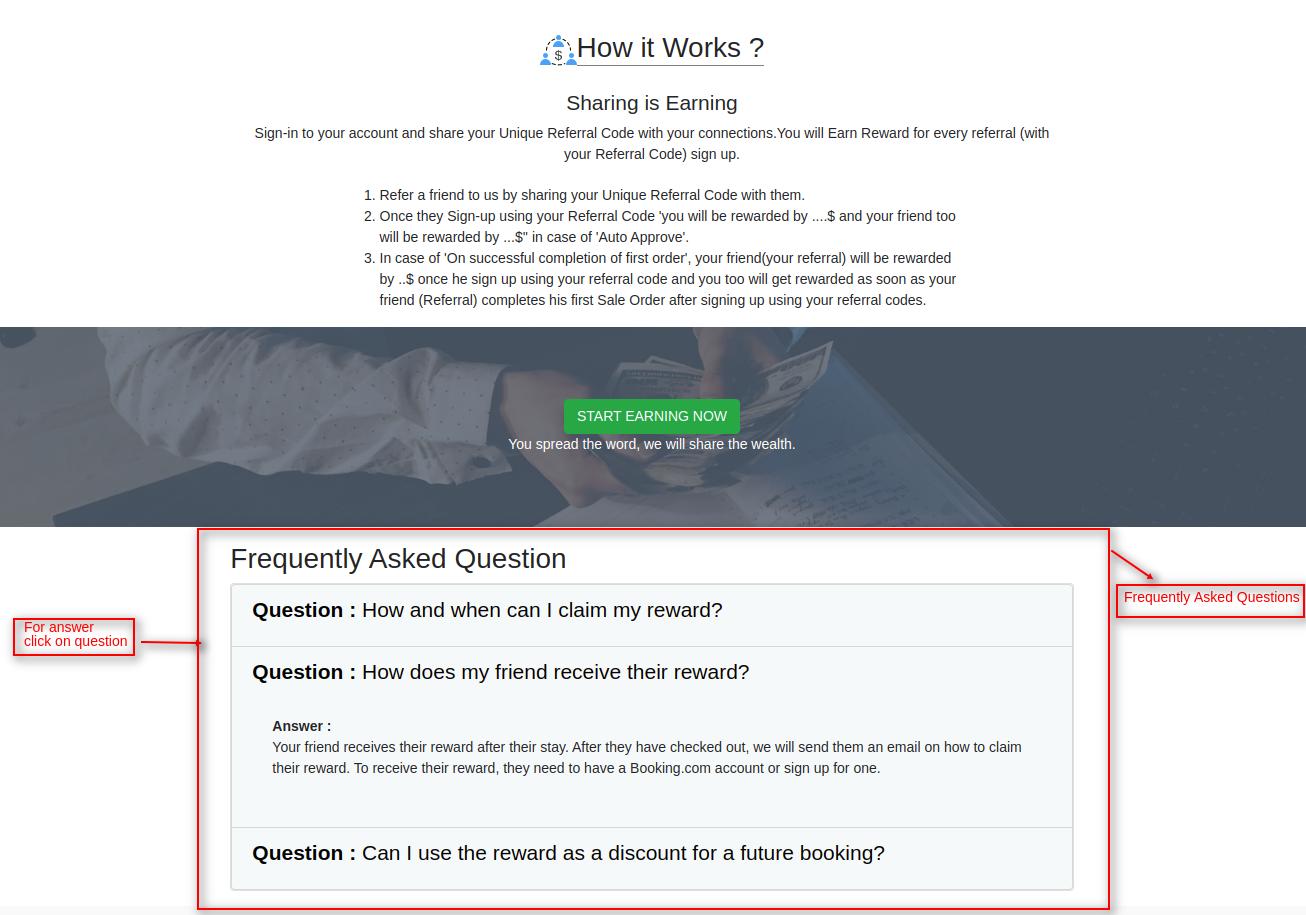 $
How it Works ?
Sharing is Earning
Sign-in to your account and share your Unique Referral Code with your connections.You will Earn Reward for every referral (with
your Referral Code) sign up.
1. Refer a friend to us by sharing your Unique Referral Code with them.
2. Once they Sign-up using your Referral Code 'you will be rewarded by ....$ and your friend too
will be rewarded by ...$" in case of 'Auto Approve'.
3. In case of 'On successful completion of first order', your friend(your referral) will be rewarded
by ..$ once he sign up using your referral code and you too will get rewarded as soon as your
friend (Referral) completes his first Sale Order after signing up using your referral codes.
START EARNING NOW
You spread the word, we will share the wealth.
Frequently Asked Question
Frequently Asked Questions
Question : How and when can I claim my reward?
For answer
click on question
Question : How does my friend receive their reward?
Answer :
Your friend receives their reward after their stay. After they have checked out, we will send them an email on how to claim
their reward. To receive their reward, they need to have a Booking.com account or sign up for one.
Question : Can I use the reward as a discount for a future booking?